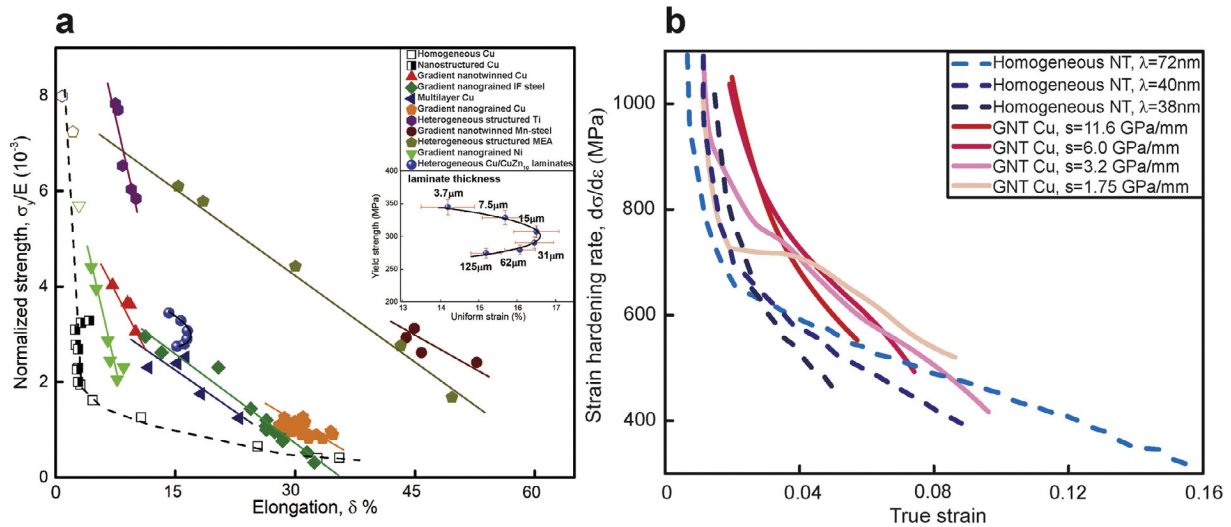 a
Normalized strength, σy/E (10⁻³)
8
6
4
2
0
0
15
30
45
60
Elongation, δ %
Homogeneous Cu
Nanostructured Cu
Gradient nanotwinned Cu
Gradient nanograined IF steel
Multilayer Cu
Gradient nanograined Cu
Heterogeneous structured Ti
Gradient nanotwinned Mn-steel
Heterogeneous structured MEA
Gradient nanograined Ni
Heterogeneous Cu/CuZn₁₀ laminates
laminate thickness
Yield strength (MPa)
400
350
300
250
200
3.7µm
7.5µm
15µm
31µm
62µm
125µm
13
14
15
16
17
Uniform strain (%)
b
Strain hardening rate, dσ/dε (MPa)
1000
800
600
400
0
0.04
0.08
0.12
0.16
True strain
Homogeneous NT, λ=72nm
Homogeneous NT, λ=40nm
Homogeneous NT, λ=38nm
GNT Cu, s=11.6 GPa/mm
GNT Cu, s=6.0 GPa/mm
GNT Cu, s=3.2 GPa/mm
GNT Cu, s=1.75 GPa/mm